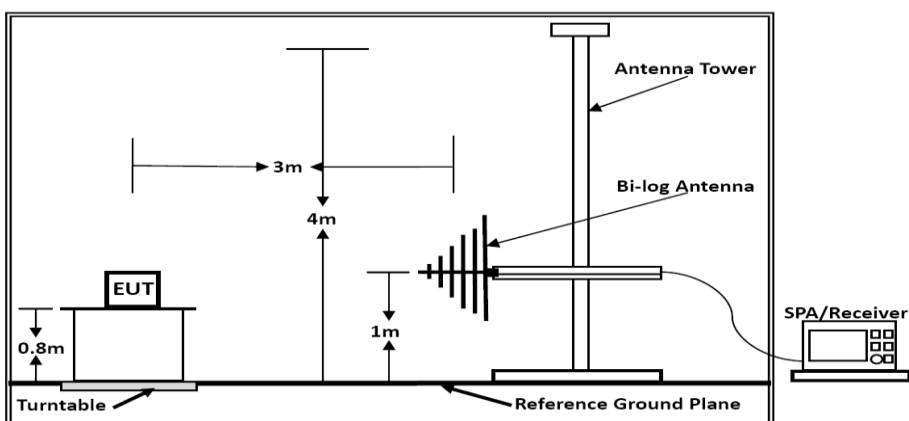 Antenna Tower
3m
Bi-log Antenna
4m
EUT
1m
0.8m
SPA/Receiver
Turntable
Reference Ground Plane